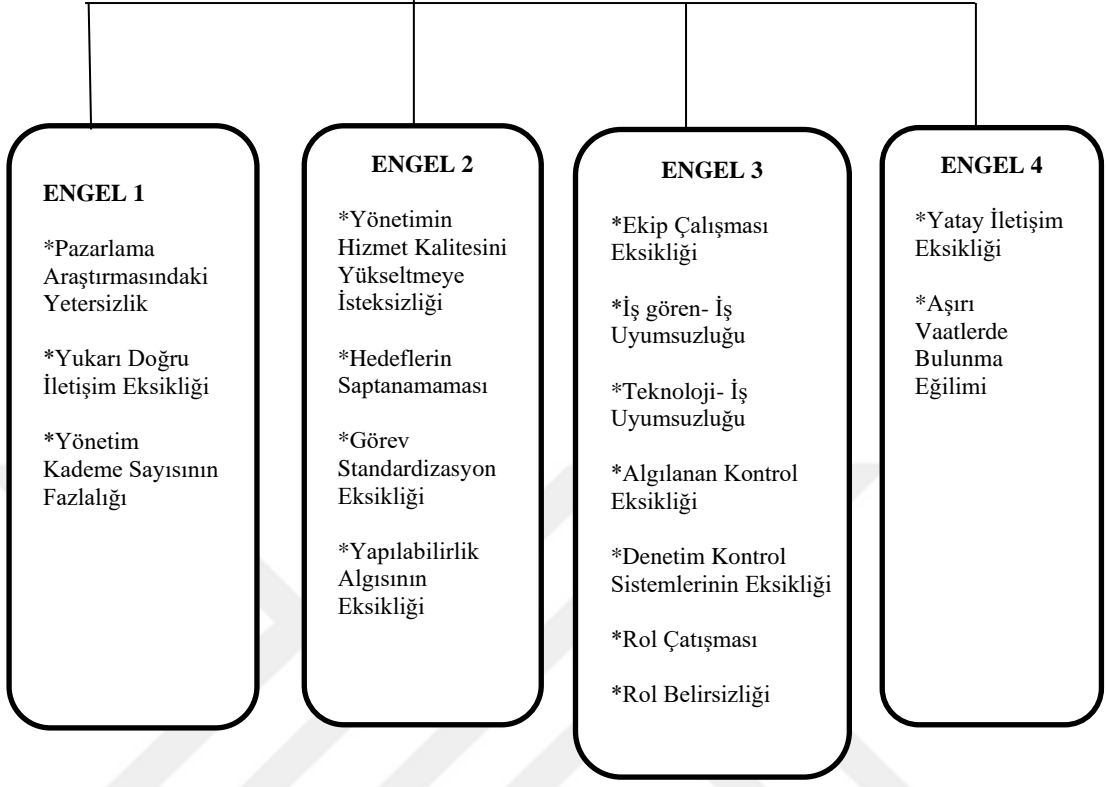 ENGEL 1
*Pazarlama
Araştırmasındaki
Yetersizlik
*Yukarı Doğru
İletişim Eksikliği
*Yönetim
Kademe Sayısının
Fazlalığı
ENGEL 2
*Yönetimin
Hizmet Kalitesini
Yükseltmeye
İsteksizliği
*Hedeflerin
Saptanamaması
*Görev
Standardizasyon
Eksikliği
*Yapılabilirlik
Algısının
Eksikliği
ENGEL 3
*Ekip Çalışması
Eksikliği
*İş gören- İş
Uyumsuzluğu
*Teknoloji- İş
Uyumsuzluğu
*Algılanan Kontrol
Eksikliği
*Denetim Kontrol
Sistemlerinin Eksikliği
*Rol Çatışması
*Rol Belirsizliği
ENGEL 4
*Yatay İletişim
Eksikliği
*Aşırı
Vaatlerde
Bulunma
Eğilimi